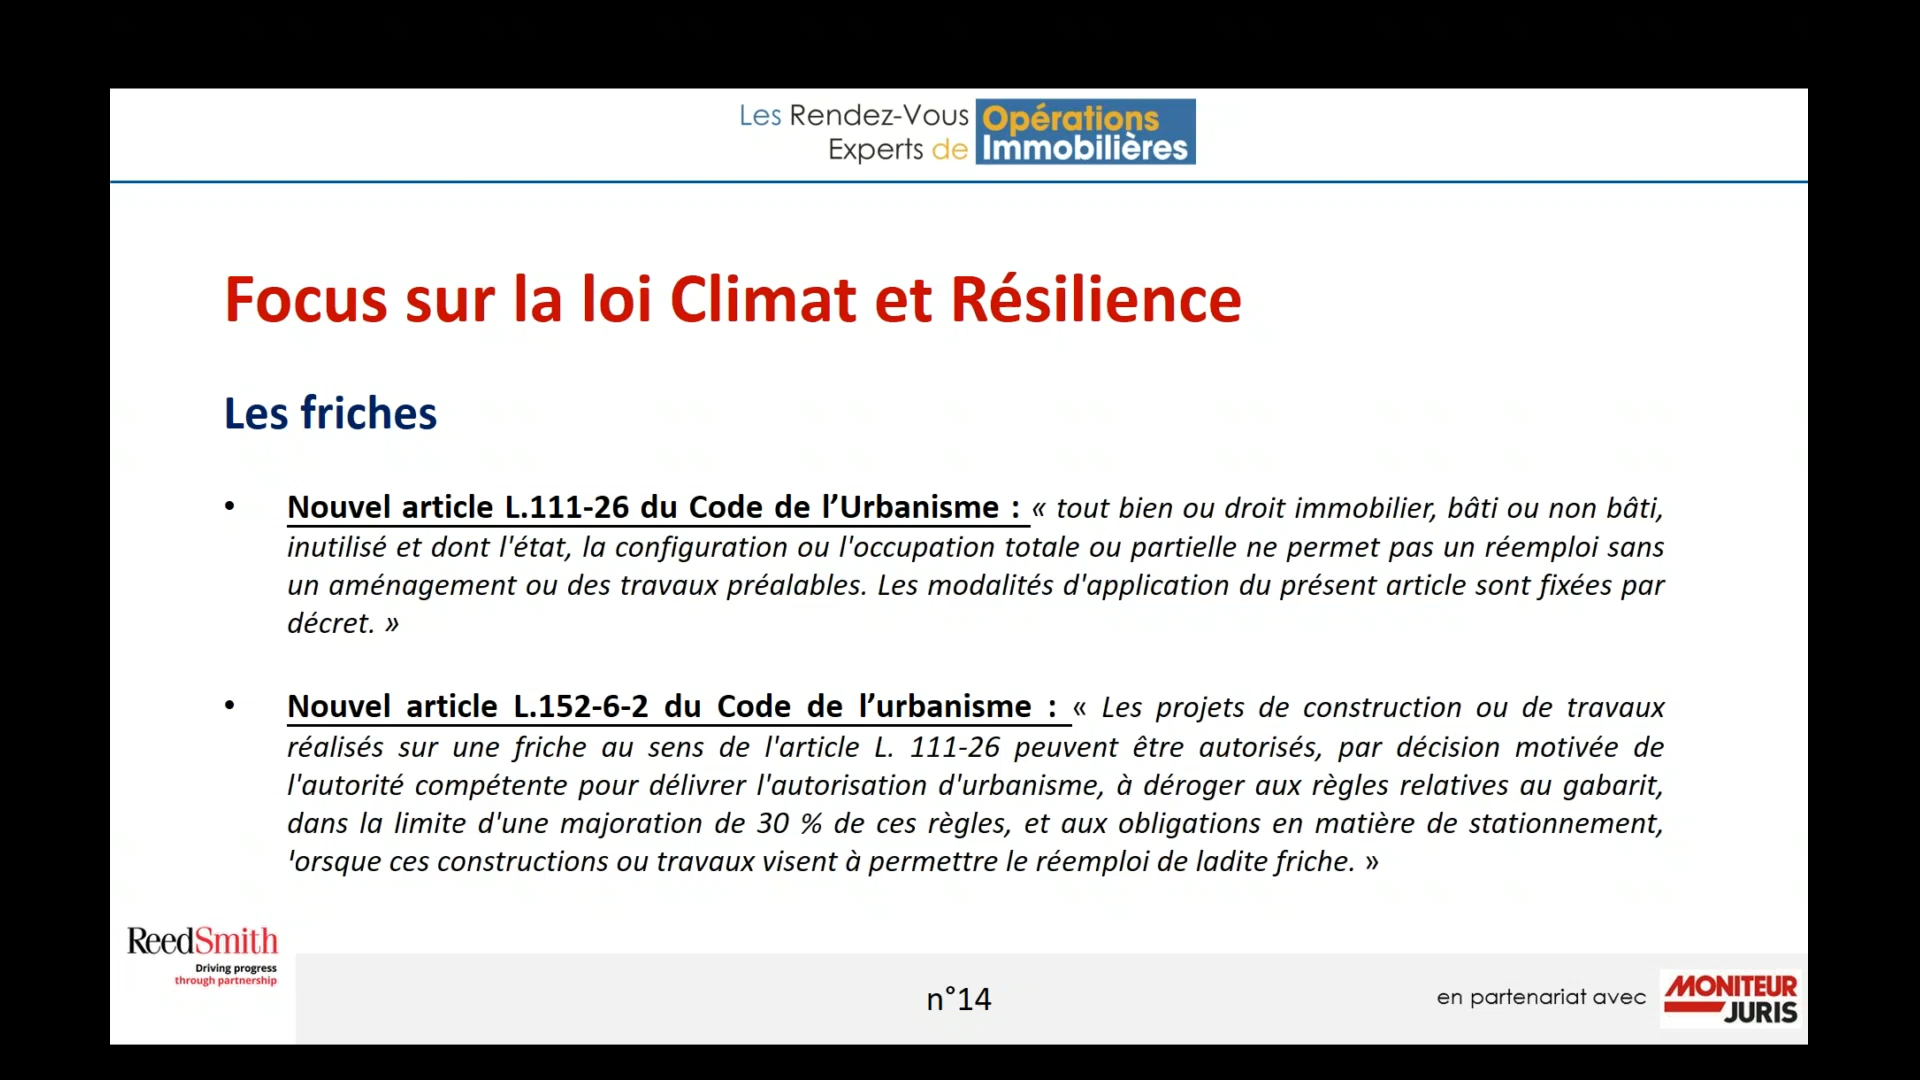 Les Rendez-Vous
Experts de
Opérations
Immobilières
Focus sur la loi Climat et Résilience
Les friches
• Nouvel article L.111-26 du Code de l’Urbanisme : « tout bien ou droit immobilier, bâti ou non bâti,
inutilisé et dont l'état, la configuration ou l'occupation totale ou partielle ne permet pas un réemploi sans
un aménagement ou des travaux préalables. Les modalités d'application du présent article sont fixées par
décret. »
• Nouvel article L.152-6-2 du Code de l’urbanisme : « Les projets de construction ou de travaux
réalisés sur une friche au sens de l'article L. 111-26 peuvent être autorisés, par décision motivée de
l'autorité compétente pour délivrer l'autorisation d'urbanisme, à déroger aux règles relatives au gabarit,
dans la limite d'une majoration de 30 % de ces règles, et aux obligations en matière de stationnement,
'orsque ces constructions ou travaux visent à permettre le réemploi de ladite friche. »
ReedSmith
Driving progress
through partnership
n°14
en partenariat avec
MONITEUR
JURIS